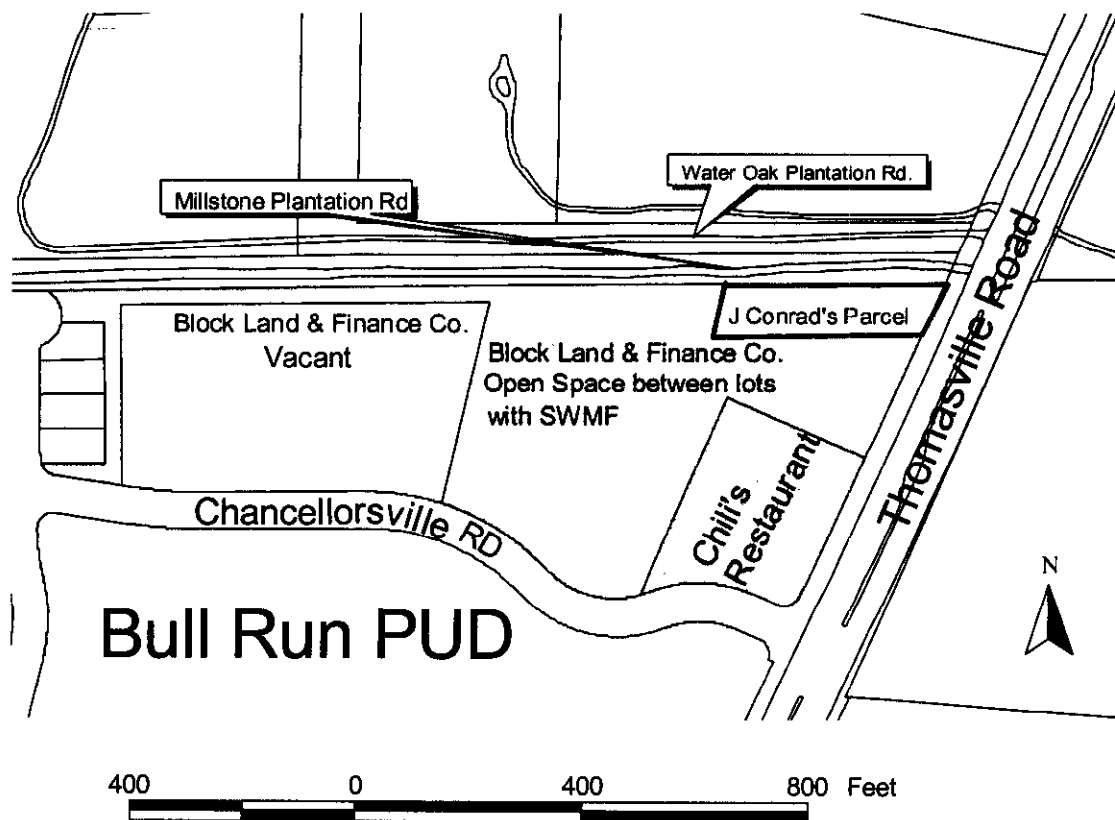 Water Oak Plantation Rd.
Millstone Plantation Rd
J Conrad's Parcel
Block Land & Finance Co.
Vacant
Block Land & Finance Co.
Open Space between lots
with SWMF
Thomasville Road
Chili's
Restaurant
Chancellorsville RD
Bull Run PUD
N
400 0 400 800 Feet